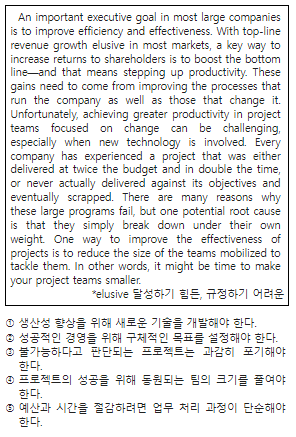 An important executive goal in most large companies
is to improve efficiency and effectiveness. With top-line
revenue growth elusive in most markets, a key way to
increase returns to shareholders is to boost the bottom
line—and that means stepping up productivity. These
gains need to come from improving the processes that
run the company as well as those that change it.
Unfortunately, achieving greater productivity in project
teams focused on change can be challenging,
especially when new technology is involved. Every
company has experienced a project that was either
delivered at twice the budget and in double the time,
or never actually delivered against its objectives and
eventually scrapped. There are many reasons why
these large programs fail, but one potential root cause
is that they simply break down under their own
weight. One way to improve the effectiveness of
projects is to reduce the size of the teams mobilized to
tackle them. In other words, it might be time to make
your project teams smaller.
*elusive 달성하기 힘든, 규정하기 어려운
① 생산성 향상을 위해 새로운 기술을 개발해야 한다.
② 성공적인 경영을 위해 구체적인 목표를 설정해야 한다.
③ 불가능하다고 판단되는 프로젝트는 과감히 포기해야
한다.
④ 프로젝트의 성공을 위해 동원되는 팀의 크기를 줄여야
한다.
⑤ 예산과 시간을 절감하려면 업무 처리 과정이 단순해야
한다.